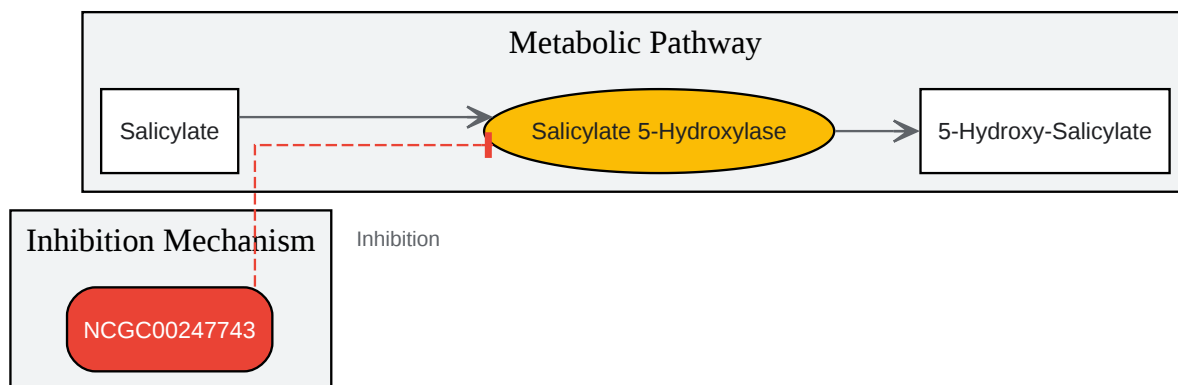 Metabolic Pathway
Salicylate
Salicylate 5-Hydroxylase
5-Hydroxy-Salicylate
Inhibition Mechanism
Inhibition
NCGC00247743